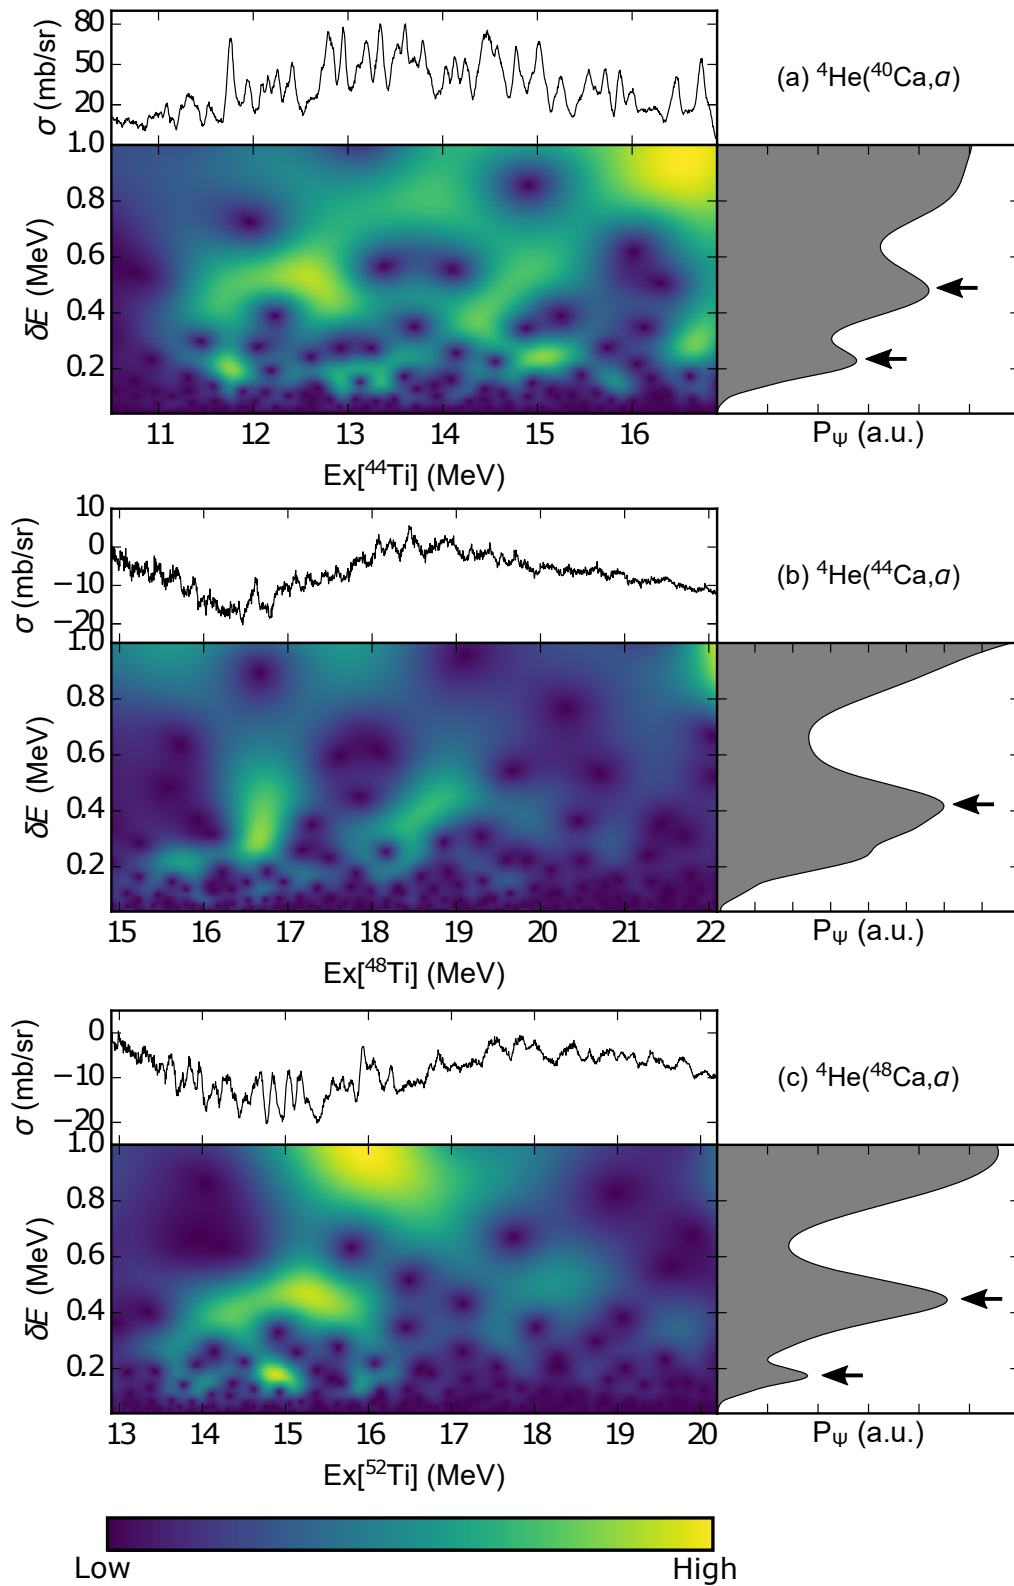 80
50
20
1.0
σ (mb/sr)
(a) ⁴He(⁴⁰Ca,α)
0.8
0.6
0.4
0.2
δE (MeV)
11 12 13 14 15 16
Ex[⁴⁴Ti] (MeV)
P_ψ (a.u.)
10
0
−10
−20
1.0
σ (mb/sr)
(b) ⁴He(⁴⁴Ca,α)
0.8
0.6
0.4
0.2
δE (MeV)
15 16 17 18 19 20 21 22
Ex[⁴⁸Ti] (MeV)
P_ψ (a.u.)
0
−10
−20
1.0
σ (mb/sr)
(c) ⁴He(⁴⁸Ca,α)
0.8
0.6
0.4
0.2
δE (MeV)
13 14 15 16 17 18 19 20
Ex[⁵²Ti] (MeV)
P_ψ (a.u.)
Low High